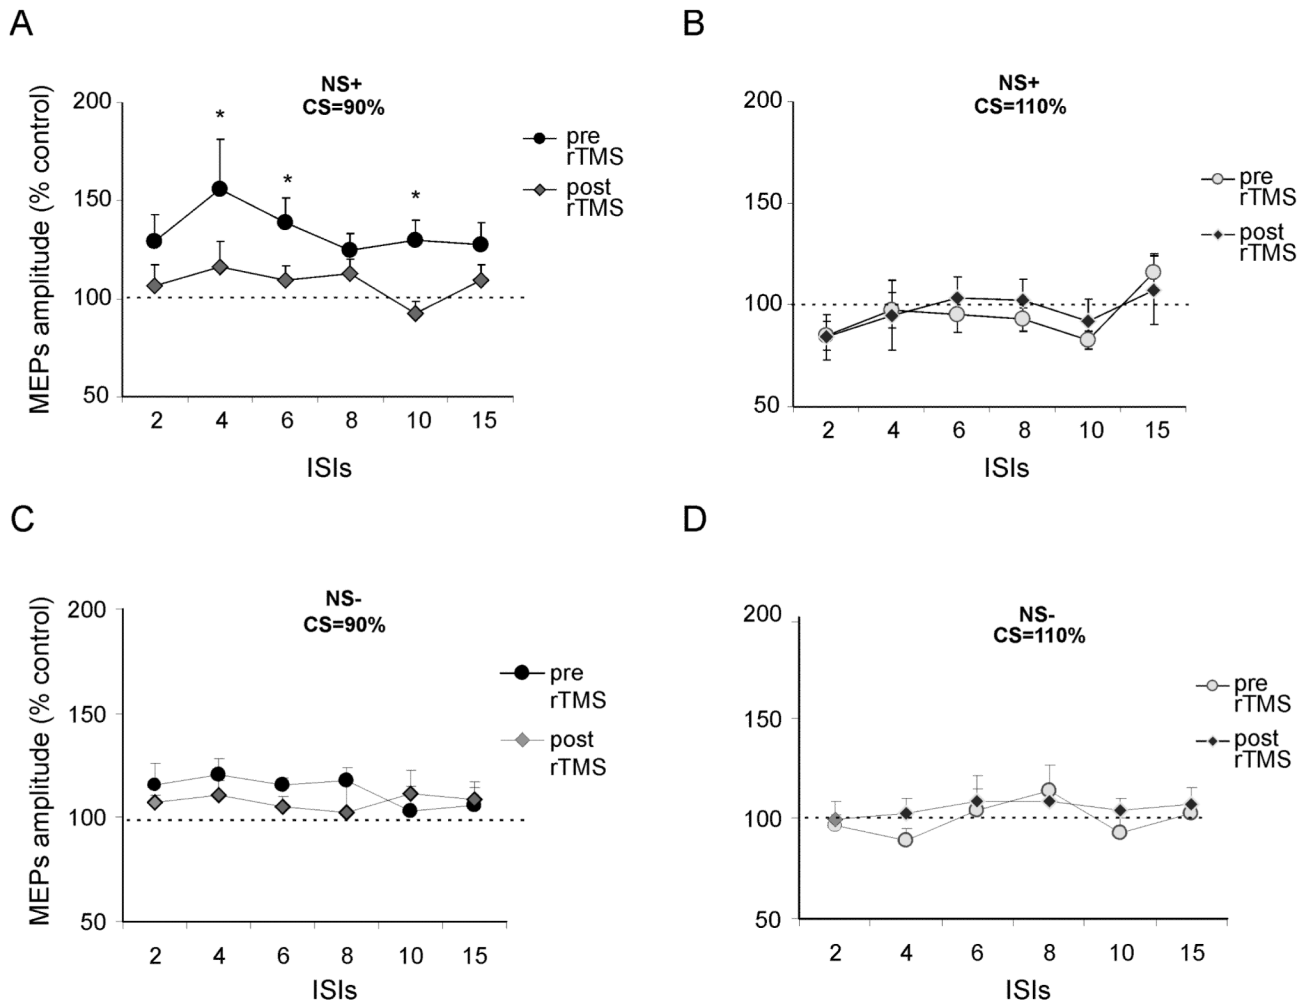 A
NS+
CS=90%
MEPs amplitude (% control)
200
150
100
50
*
*
*
pre
rTMS
post
rTMS
2 4 6 8 10 15
ISIs
B
NS+
CS=110%
200
150
100
50
pre
rTMS
post
rTMS
2 4 6 8 10 15
ISIs
C
NS-
CS=90%
MEPs amplitude (% control)
200
150
100
50
pre
rTMS
post
rTMS
2 4 6 8 10 15
ISIs
D
NS-
CS=110%
200
150
100
50
pre
rTMS
post
rTMS
2 4 6 8 10 15
ISIs